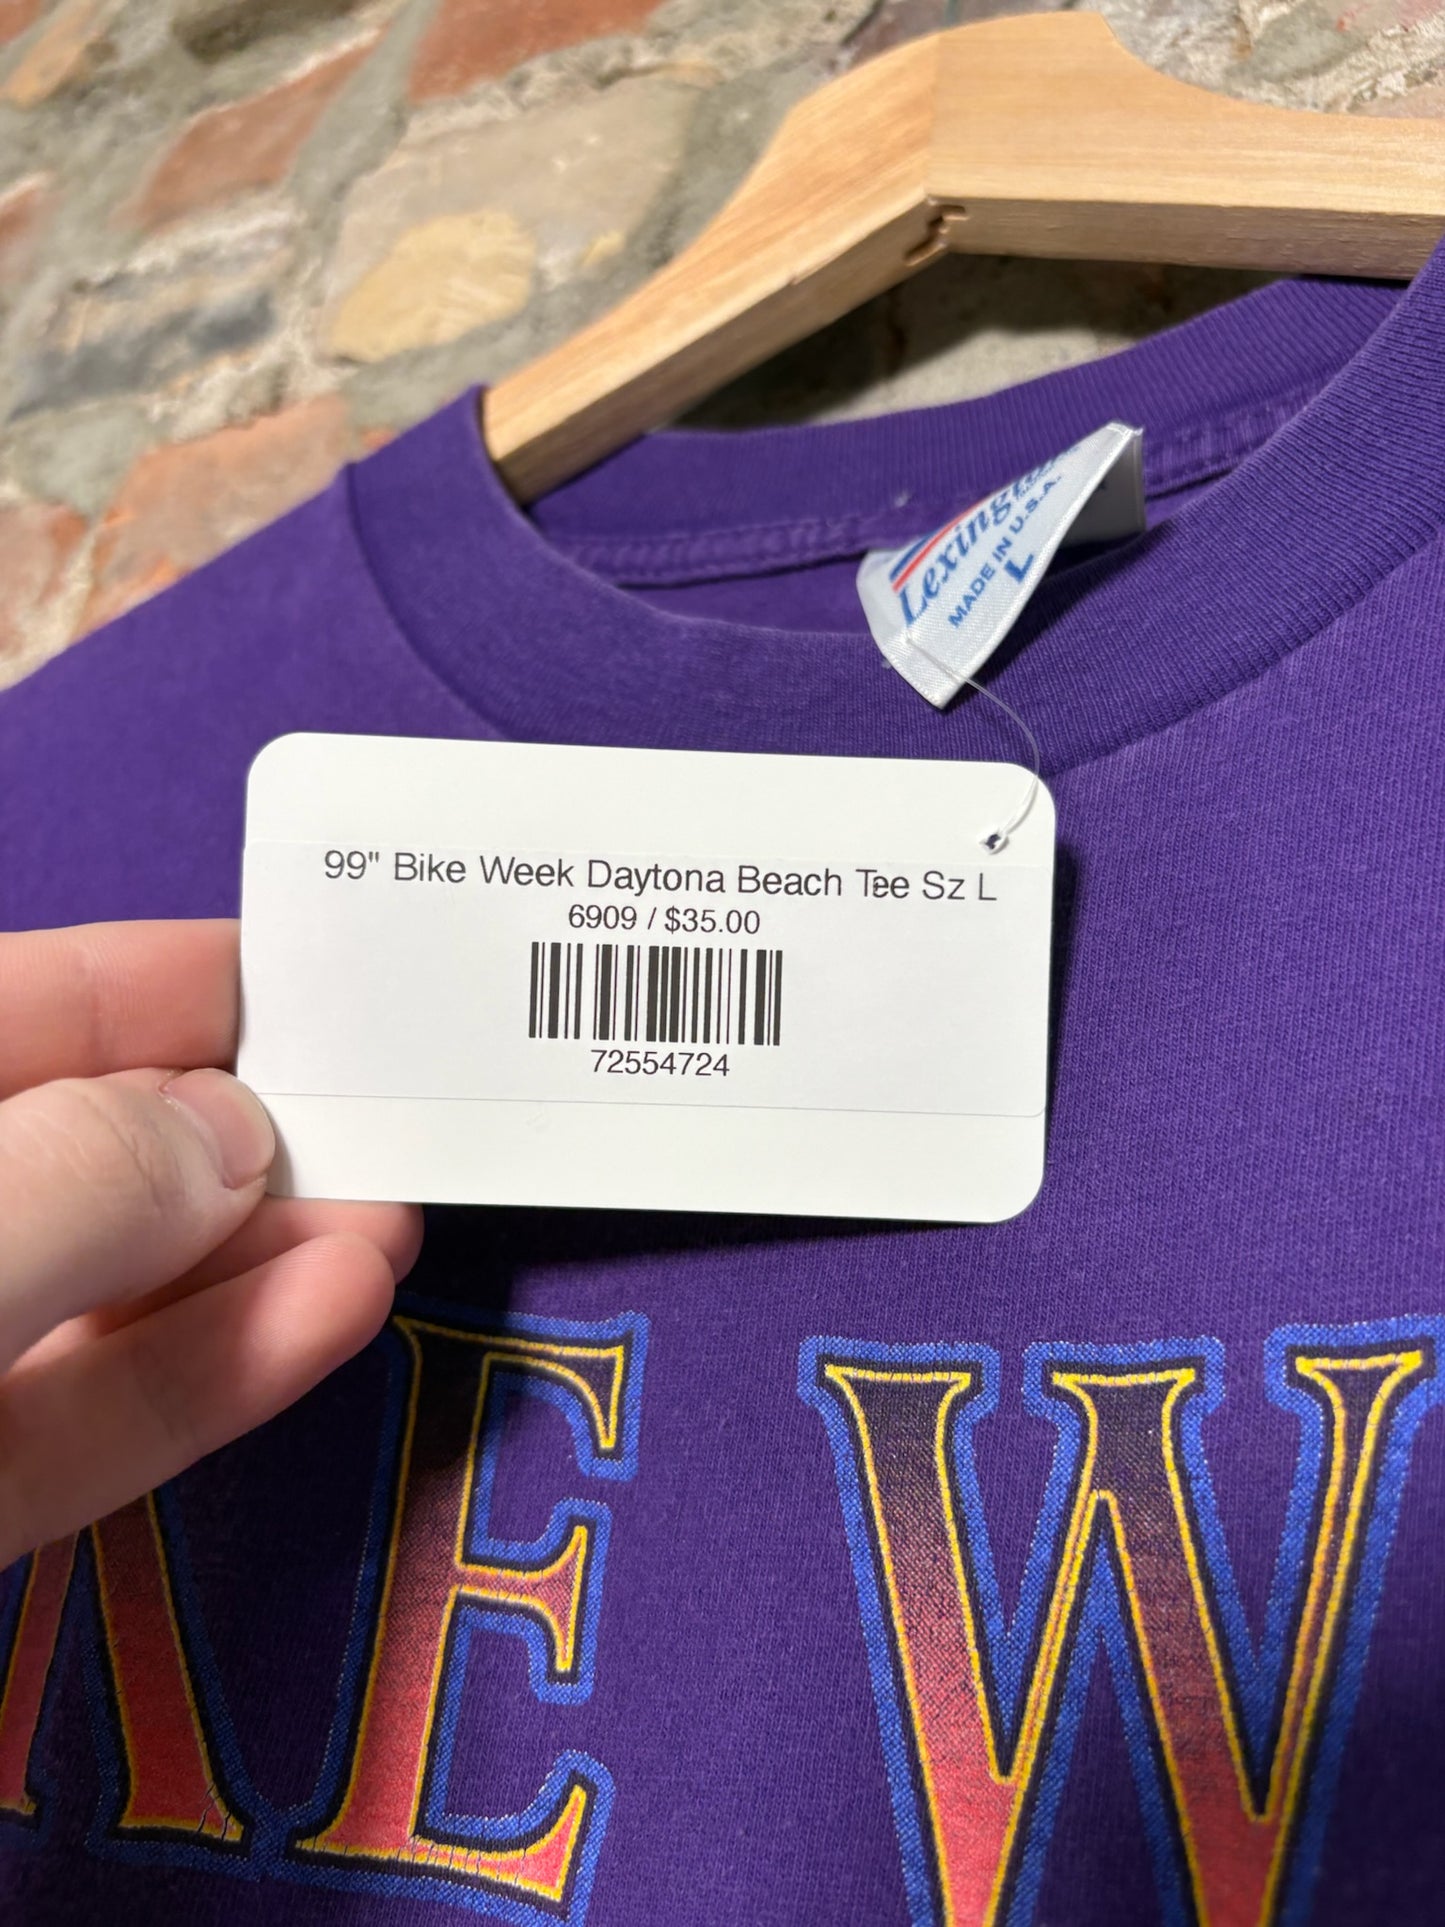 Lexington
MADE IN U.S.A.
L
99" Bike Week Daytona Beach Tee Sz L
6909 / $35.00
72554724
KE W